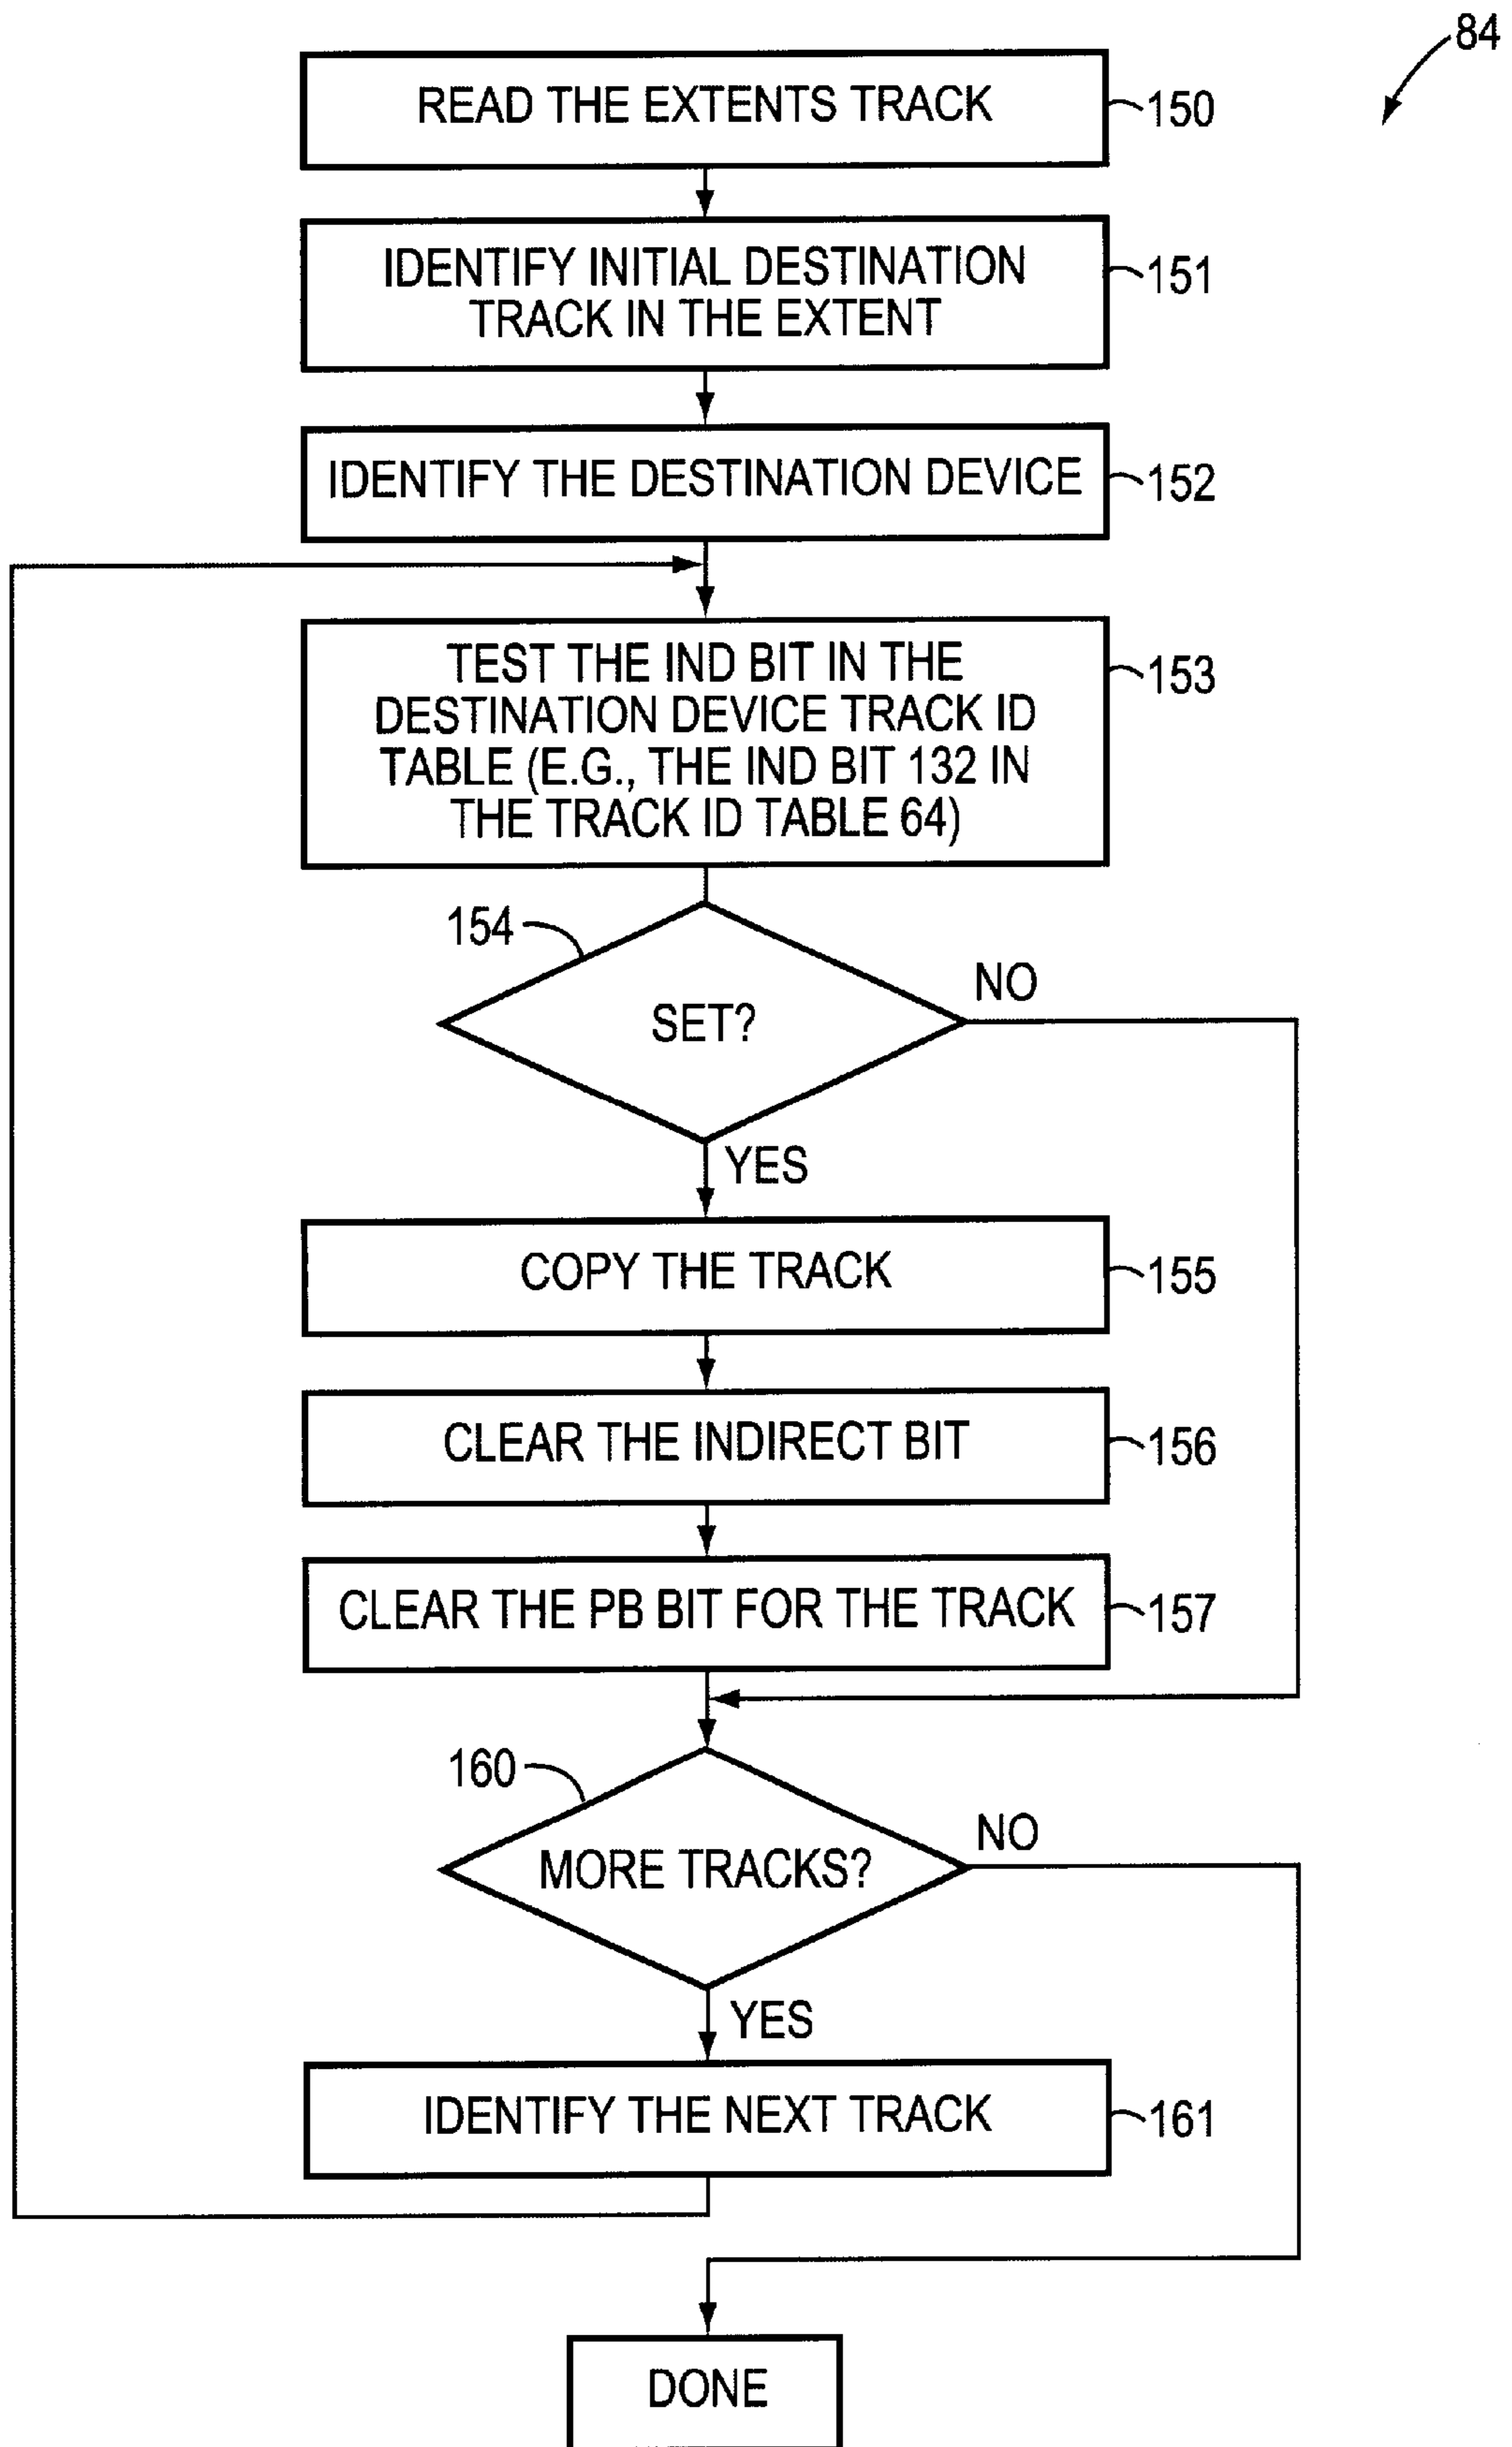 84
READ THE EXTENTS TRACK
150
IDENTIFY INITIAL DESTINATION
TRACK IN THE EXTENT
151
IDENTIFY THE DESTINATION DEVICE
152
TEST THE IND BIT IN THE
DESTINATION DEVICE TRACK ID
TABLE (E.G., THE IND BIT 132 IN
THE TRACK ID TABLE 64)
153
154
SET?
NO
YES
COPY THE TRACK
155
CLEAR THE INDIRECT BIT
156
CLEAR THE PB BIT FOR THE TRACK
157
160
MORE TRACKS?
NO
YES
IDENTIFY THE NEXT TRACK
161
DONE